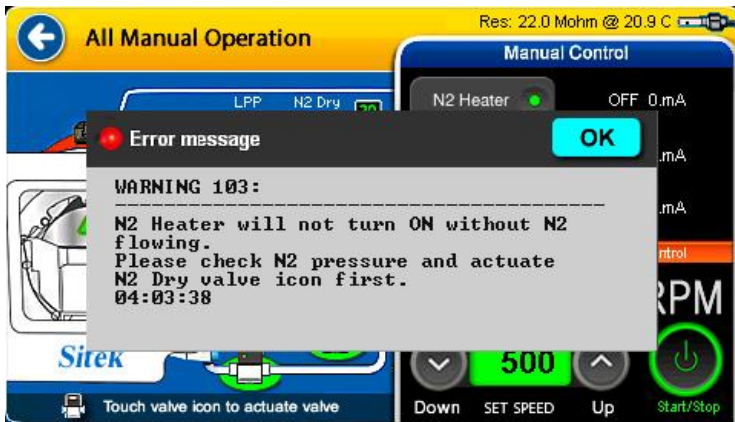 All Manual Operation
Res: 22.0 Mohm @ 20.9 C
Manual Control
LPP N2 Dry
N2 Heater OFF 0.mA
Error message
OK
.mA
WARNING 103:
.mA
N2 Heater will not turn ON without N2
flowing.
Please check N2 pressure and actuate
N2 Dry valve icon first.
04:03:38
ntrol
RPM
Sitek
500
Touch valve icon to actuate valve
Down SET SPEED Up Start/Stop